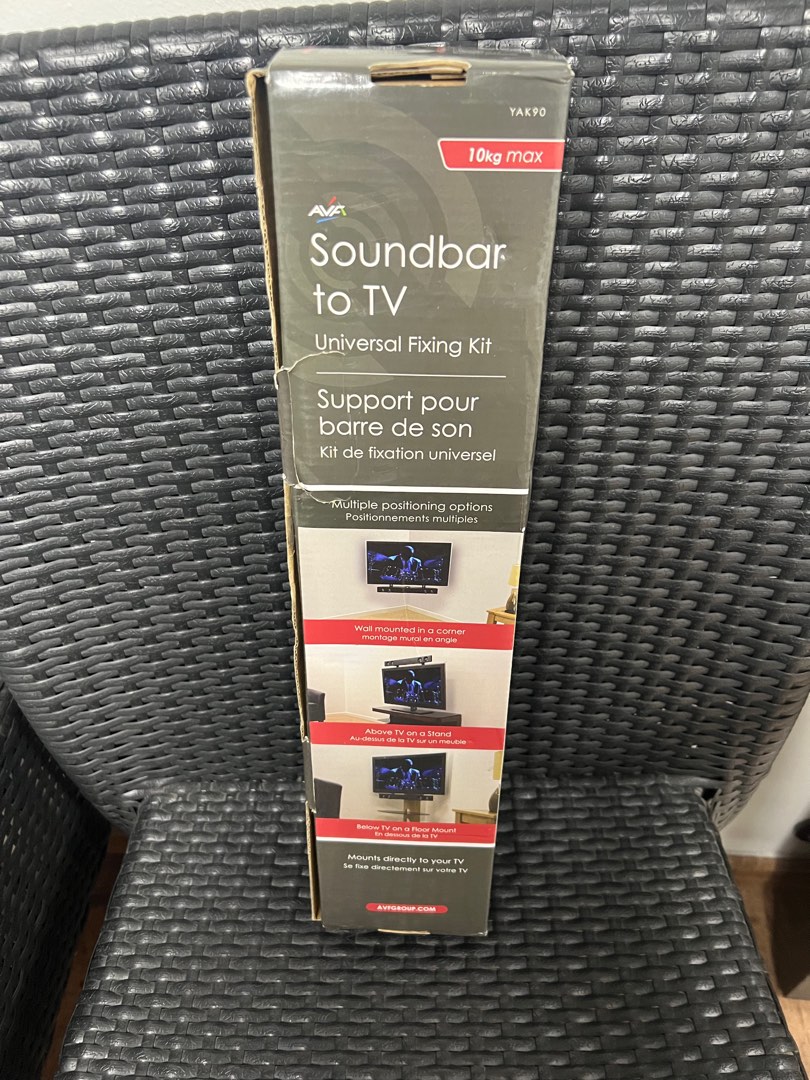 YAK90
10kg max
AVF
Soundbar
to TV
Universal Fixing Kit
Support pour
barre de son
Kit de fixation universel
Multiple positioning options
Positionnements multiples
Wall mounted in a corner
montage mural en angle
Above TV on a Stand
Au-dessus de la TV sur un meuble
Below TV on a Floor Mount
En dessous de la TV
Mounts directly to your TV
Se fixe directement sur votre TV
AVFGROUP.COM